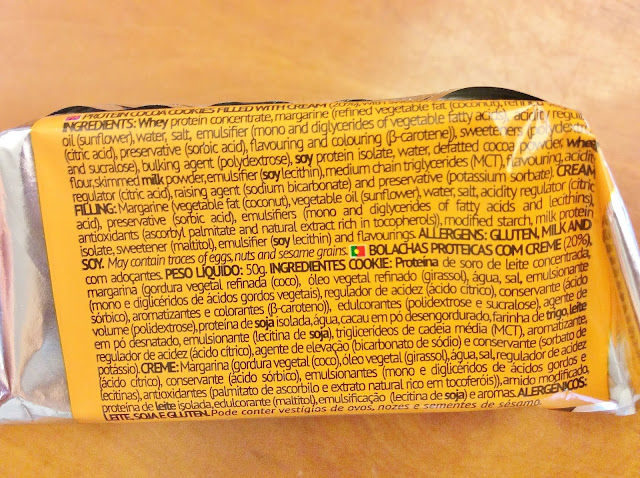 PROTEIN COCOA COOKIES FILLED WITH CREAM (20%), with
INGREDIENTS: Whey protein concentrate, margarine (refined vegetable fat (coconut), refined
oil (sunflower), water, salt, emulsifier (mono and diglycerides of vegetable fatty acids), acidity regul
(citric acid), preservative (sorbic acid), flavouring and colouring (β-carotene)), sweeteners (polydex
and sucralose), bulking agent (polydextrose), soy protein isolate, water, defatted cocoa powder, wheat
flour, skimmed milk powder, emulsifier (soy lecithin), medium chain triglycerides (MCT), flavouring, acidity
regulator (citric acid), raising agent (sodium bicarbonate) and preservative (potassium sorbate). CREAM
FILLING: Margarine (vegetable fat (coconut), vegetable oil (sunflower), water, salt, acidity regulator (citric
acid), preservative (sorbic acid), emulsifiers (mono and diglycerides of fatty acids and lecithins),
antioxidants (ascorbyl palmitate and natural extract rich in tocopherols)), modified starch, milk protein
isolate, sweetener (maltitol), emulsifier (soy lecithin) and flavourings. ALLERGENS: GLUTEN, MILK AND
SOY. May contain traces of eggs, nuts and sesame grains. BOLACHAS PROTEICAS COM CREME (20%),
com adoçantes. PESO LÍQUIDO: 50g. INGREDIENTES COOKIE: Proteína de soro de leite concentrada,
margarina (gordura vegetal refinada (coco), óleo vegetal refinado (girassol), água, sal, emulsionante
(mono e diglicéridos de ácidos gordos vegetais), regulador de acidez (ácido cítrico), conservante (ácido
sórbico), aromatizantes e colorantes (β-caroteno)), edulcorantes (polidextrose e sucralose), agente de
volume (polidextrose), proteína de soja isolada, água, cacau em pó desengordurado, farinha de trigo, leite
em pó desnatado, emulsionante (lecitina de soja), triglicerídeos de cadeia média (MCT), aromatizante,
regulador de acidez (ácido cítrico), agente de elevação (bicarbonato de sódio) e conservante (sorbato de
potássio). CREME: Margarina (gordura vegetal (coco), óleo vegetal (girassol), água, sal, regulador de acidez
(ácido cítrico), conservante (ácido sórbico), emulsionantes (mono e diglicéridos de ácidos gordos e
lecitinas), antioxidantes (palmitato de ascorbilo e extrato natural rico em tocoferóis)), amido modificado,
proteína de leite isolada, edulcorante (maltitol), emulsificação (lecitina de soja) e aromas. ALERGÉNICOS:
LEITE, SOJA E GLUTEN. Pode conter vestígios de ovos, nozes e sementes de sésamo.